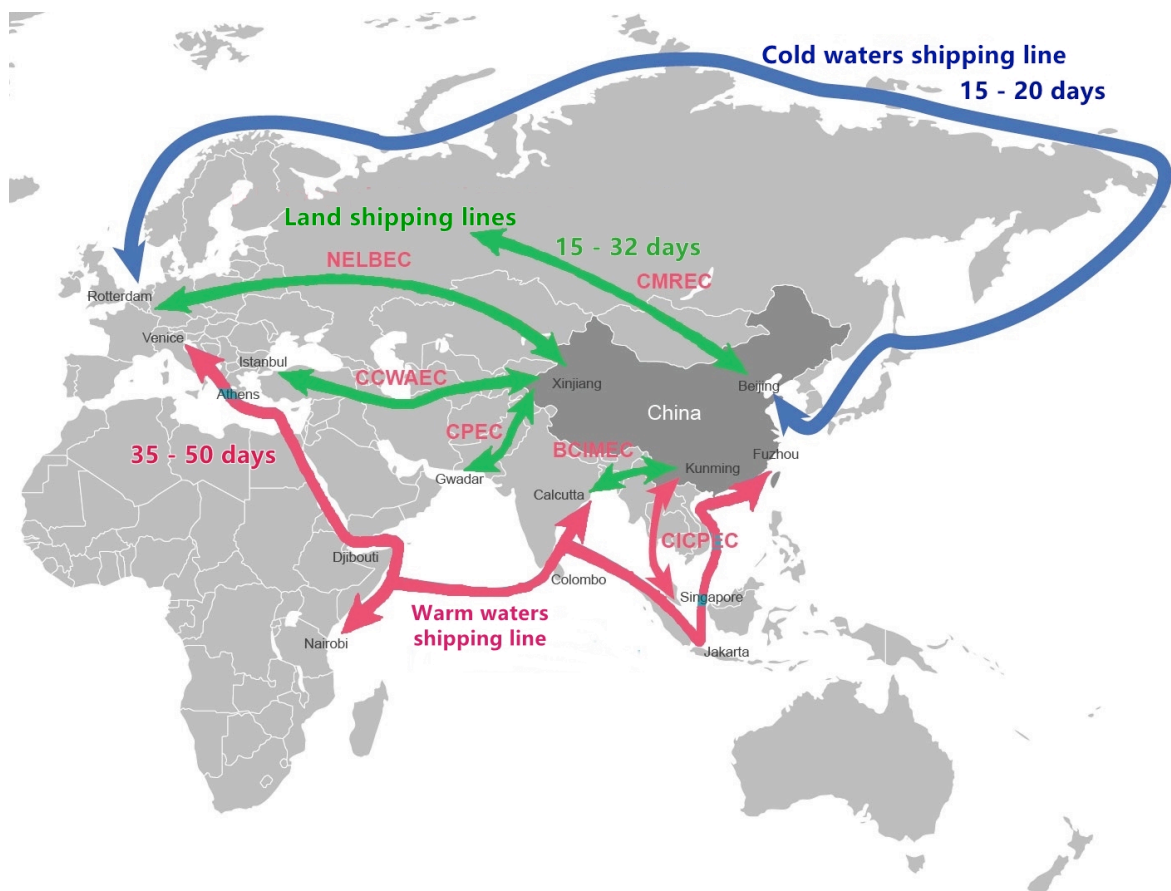 Cold waters shipping line
15 - 20 days
Land shipping lines
15 - 32 days
NELBEC
CMREC
Rotterdam
Venice
Istanbul
Athens
CCWAEC
Xinjiang
Beijing
China
CPEC
BCIMEC
Fuzhou
35 - 50 days
Gwadar
Kunming
Calcutta
CICPEC
Djibouti
Colombo
Singapore
Warm waters
shipping line
Nairobi
Jakarta